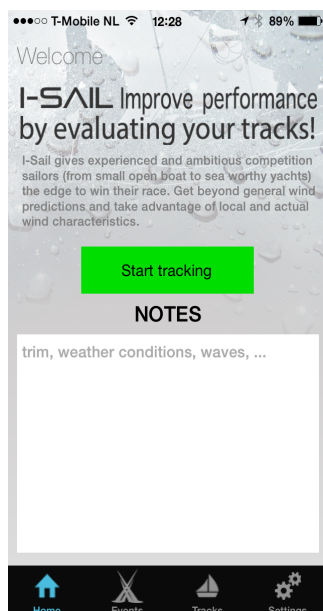 T-Mobile NL 12:28 89%
Welcome
I-SAIL Improve performance
by evaluating your tracks!
I-Sail gives experienced and ambitious competition
sailors (from small open boat to sea worthy yachts)
the edge to win their race. Get beyond general wind
predictions and take advantage of local and actual
wind characteristics.
Start tracking
NOTES
trim, weather conditions, waves, ...
Home Events Tracks Settings